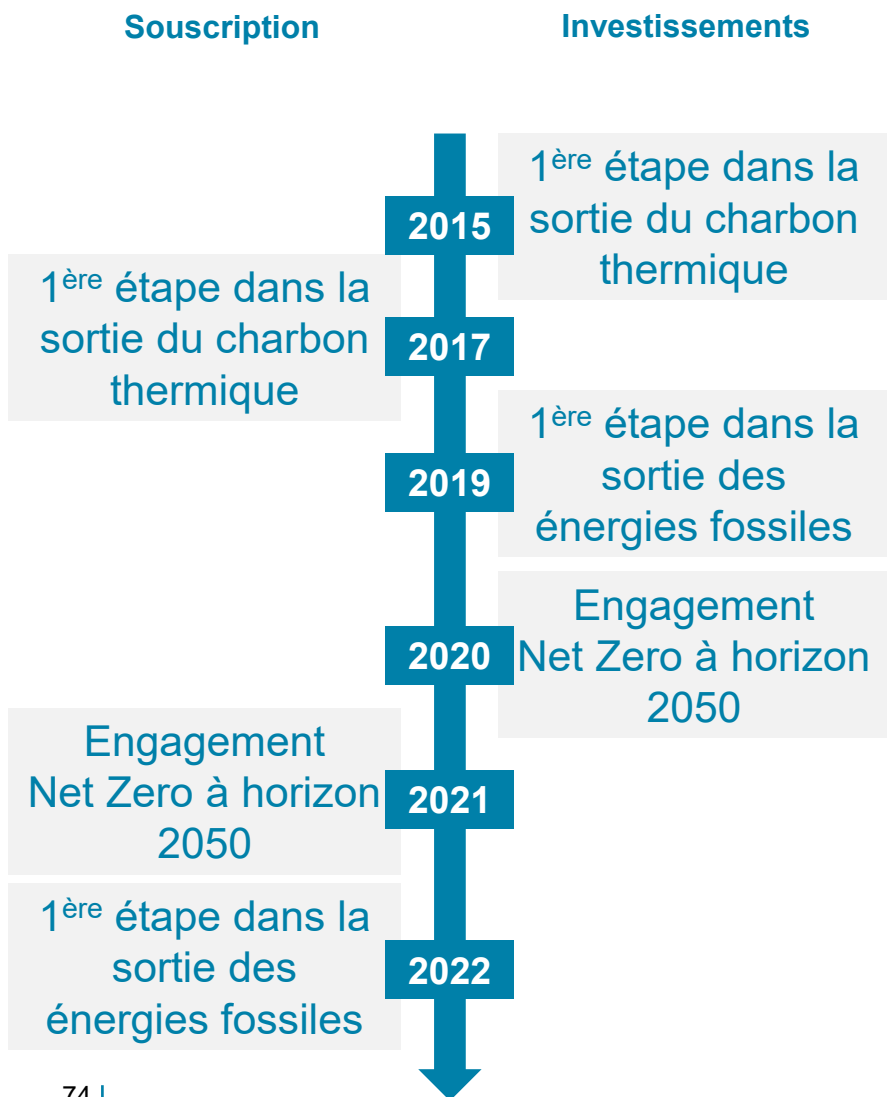 Souscription
Investissements
1ère étape dans la
sortie du charbon
thermique
2015
1ère étape dans la
sortie du charbon
thermique
2017
1ère étape dans la
sortie des
énergies fossiles
2019
Engagement
Net Zero à horizon
2050
2020
Engagement
Net Zero à horizon
2050
2021
1ère étape dans la
sortie des
énergies fossiles
2022
74 |